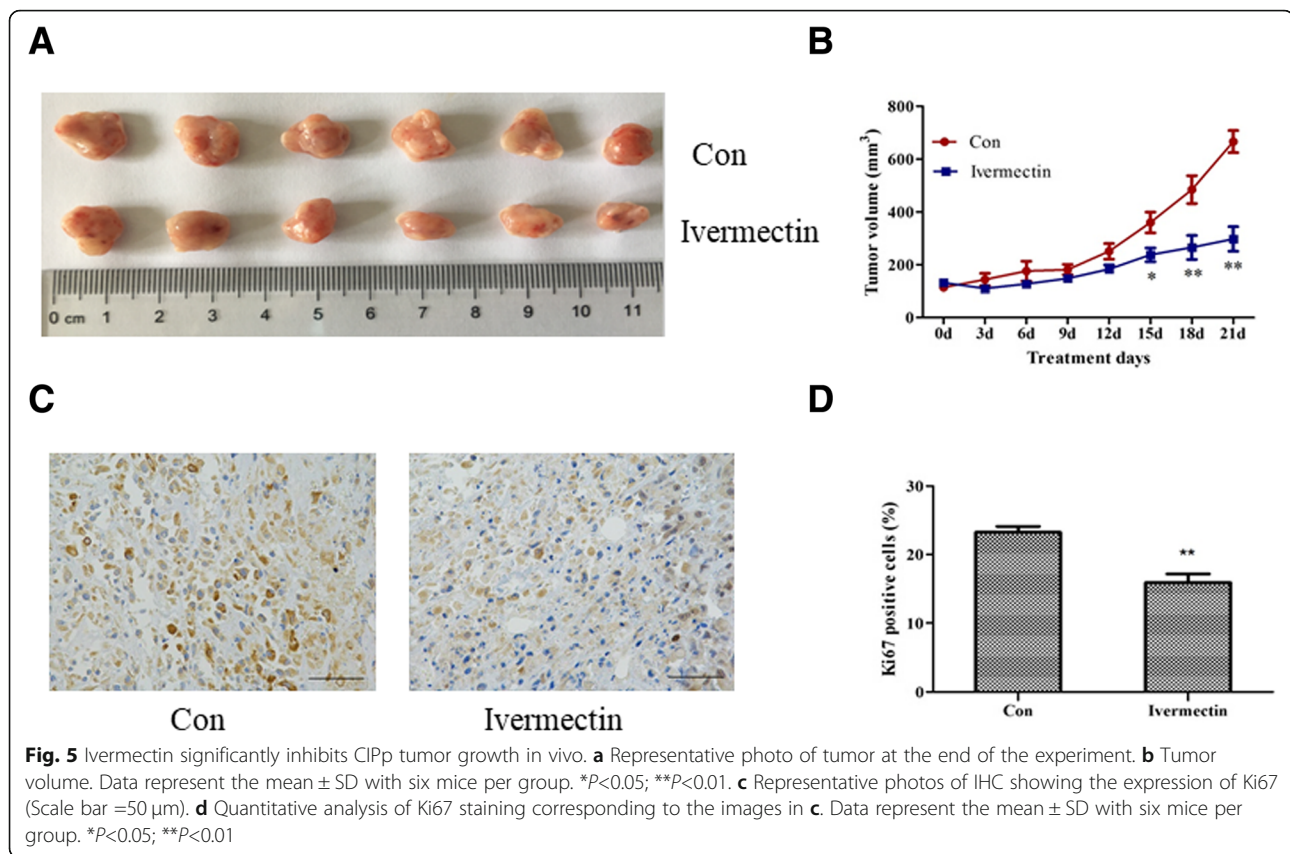 A
Con
Ivermectin
0 cm 1 2 3 4 5 6 7 8 9 10 11
B
Tumor volume (mm3)
800
600
400
200
0
Con
Ivermectin
*
**
**
0d 3d 6d 9d 12d 15d 18d 21d
Treatment days
C
Con
Ivermectin
D
Ki67 positive cells (%)
30
20
10
0
**
Con
Ivermectin
Fig. 5 Ivermectin significantly inhibits CIPp tumor growth in vivo. a Representative photo of tumor at the end of the experiment. b Tumor
volume. Data represent the mean ± SD with six mice per group. *P<0.05; **P<0.01. c Representative photos of IHC showing the expression of Ki67
(Scale bar =50 μm). d Quantitative analysis of Ki67 staining corresponding to the images in c. Data represent the mean ± SD with six mice per
group. *P<0.05; **P<0.01